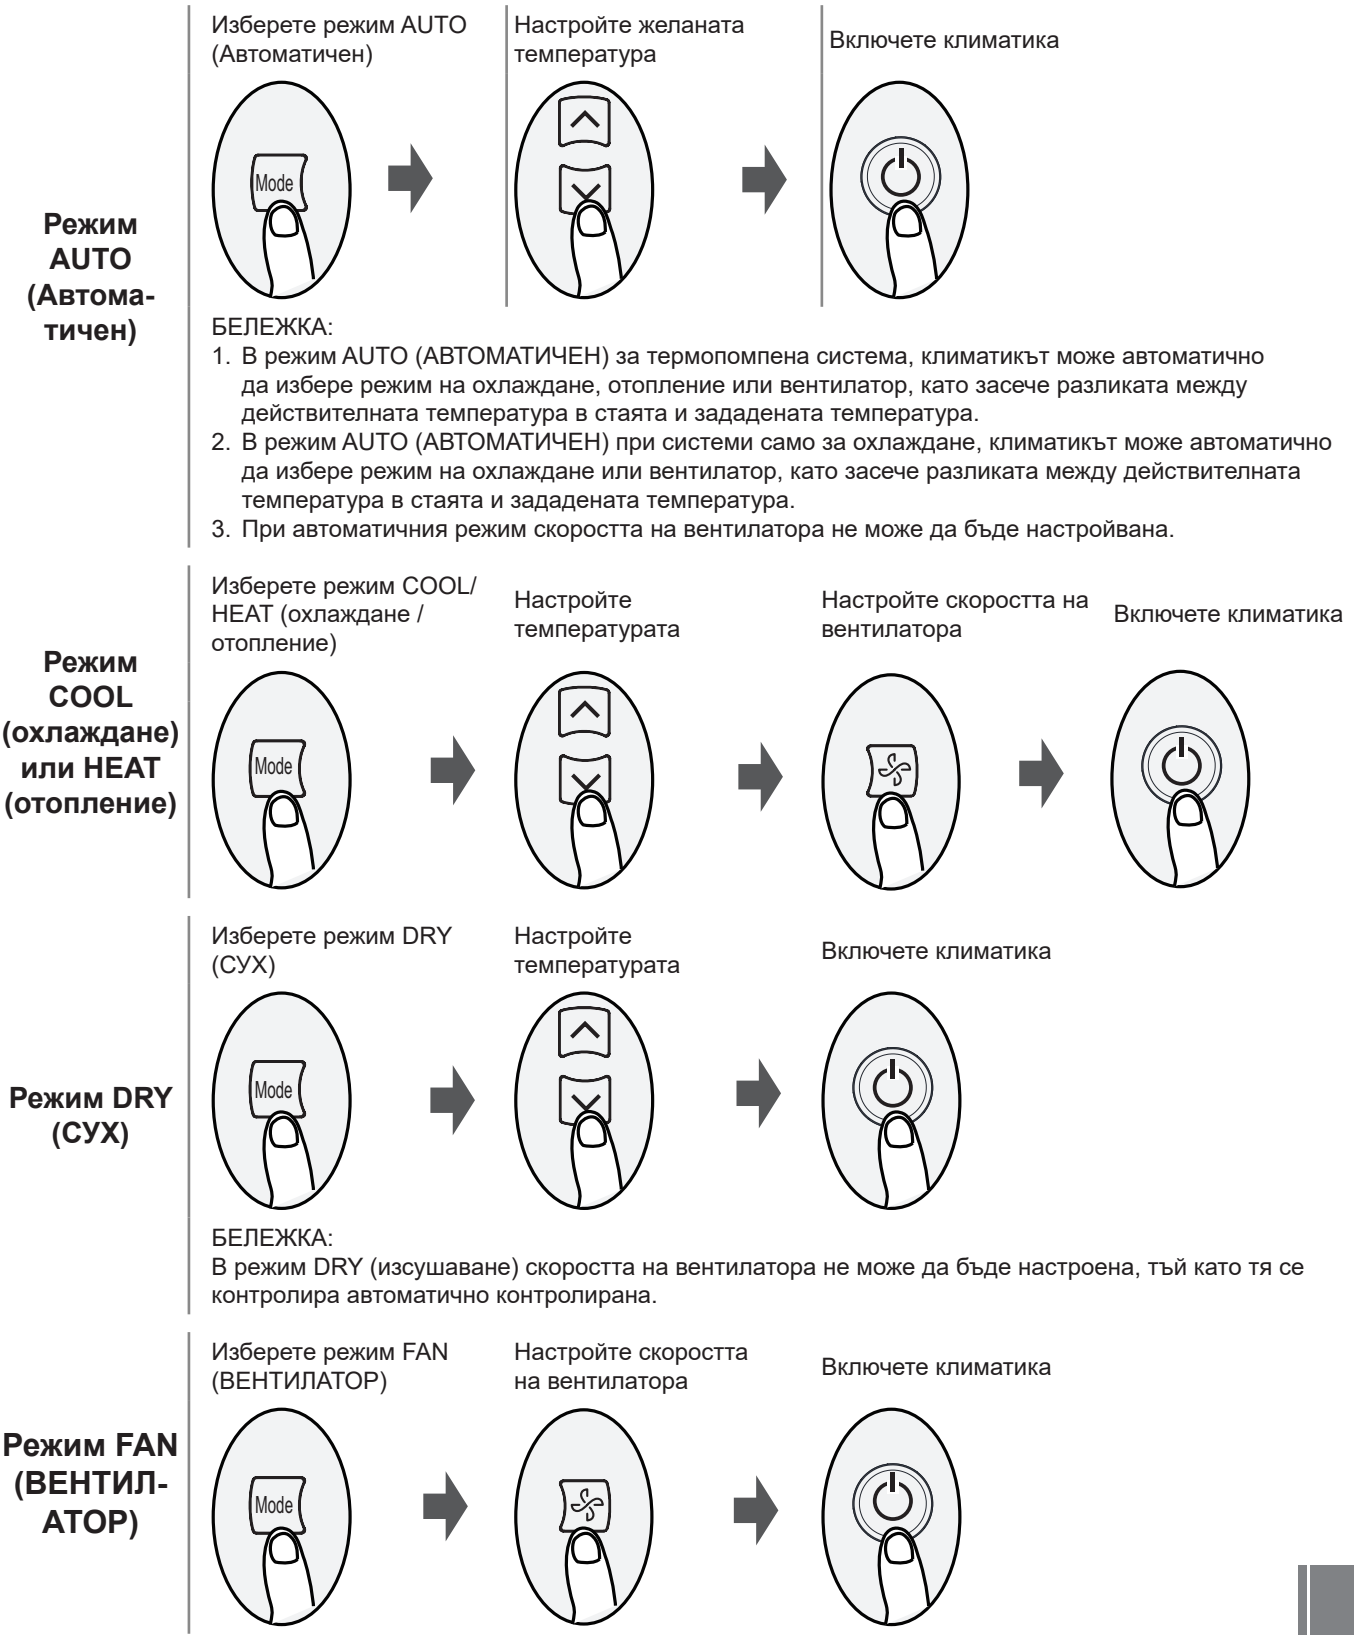 Режим
AUTO
(Автома-
тичен)
Изберете режим AUTO
(Автоматичен)
Настройте желаната
температура
Включете климатика
Mode
БЕЛЕЖКА:
1. В режим AUTO (АВТОМАТИЧЕН) за термопомпена система, климатикът може автоматично
да избере режим на охлаждане, отопление или вентилатор, като засече разликата между
действителната температура в стаята и зададената температура.
2. В режим AUTO (АВТОМАТИЧЕН) при системи само за охлаждане, климатикът може автоматично
да избере режим на охлаждане или вентилатор, като засече разликата между действителната
температура в стаята и зададената температура.
3. При автоматичния режим скоростта на вентилатора не може да бъде настройвана.
Режим
COOL
(охлаждане)
или HEAT
(отопление)
Изберете режим COOL/
HEAT (охлаждане /
отопление)
Настройте
температурата
Настройте скоростта на
вентилатора
Включете климатика
Mode
Режим DRY
(СУХ)
Изберете режим DRY
(СУХ)
Настройте
температурата
Включете климатика
Mode
БЕЛЕЖКА:
В режим DRY (изсушаване) скоростта на вентилатора не може да бъде настроена, тъй като тя се
контролира автоматично контролирана.
Режим FAN
(ВЕНТИЛ-
АТОР)
Изберете режим FAN
(ВЕНТИЛАТОР)
Настройте скоростта
на вентилатора
Включете климатика
Mode